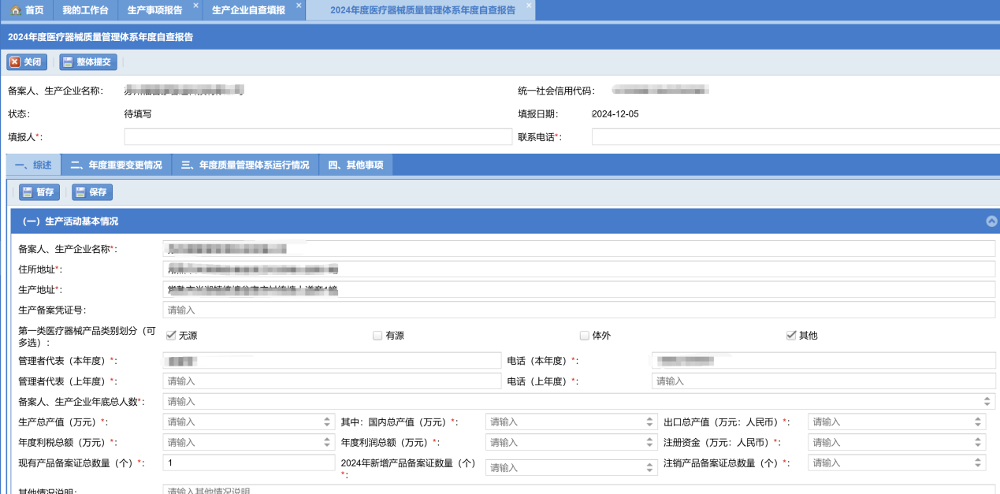 首页 我的工作台 生产事项报告 生产企业自查填报 2024年度医疗器械质量管理体系年度自查报告
2024年度医疗器械质量管理体系年度自查报告
关闭 整体提交
备案人、生产企业名称： 统一社会信用代码：
状态： 待填写 填报日期： 2024-12-05
填报人*： 联系电话*：
一、综述 二、年度重要变更情况 三、年度质量管理体系运行情况 四、其他事项
暂存 保存
（一）生产活动基本情况
备案人、生产企业名称*：
住所地址*：
生产地址*：
生产备案凭证号： 请输入
第一类医疗器械产品类别划分（可
多选）： 无源 有源 体外 其他
管理者代表（本年度）*： 电话（本年度）*：
管理者代表（上年度）*： 请输入 电话（上年度）*： 请输入
备案人、生产企业年底总人数*： 请输入
生产总产值（万元）*： 请输入 其中：国内总产值（万元）*： 请输入 出口总产值（万元：人民币）*： 请输入
年度利税总额（万元）*： 请输入 年度利润总额（万元）*： 请输入 注册资金（万元：人民币）*： 请输入
现有产品备案证总数量（个）*： 1 2024年新增产品备案证数量（个）
*： 请输入 注销产品备案证总数量（个）*： 请输入
其他情况说明： 请输入其他情况说明